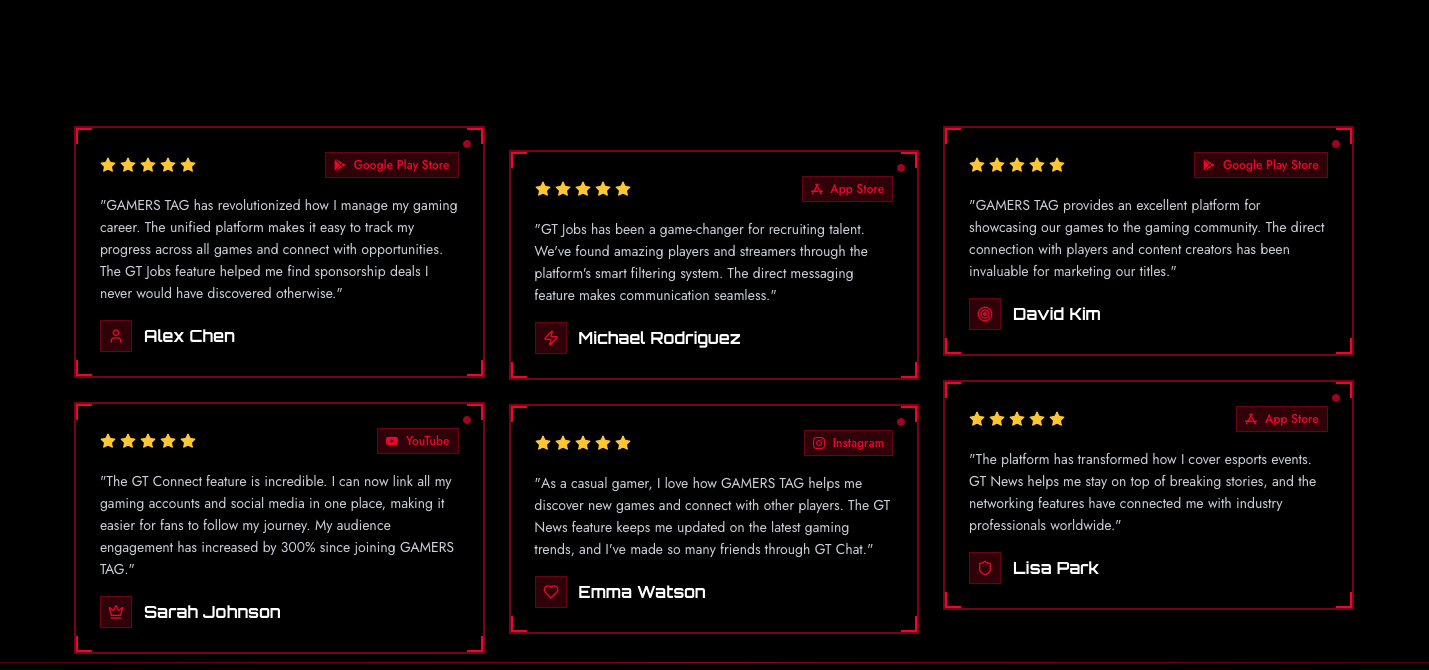 Google Play Store
"GAMERS TAG has revolutionized how I manage my gaming
career. The unified platform makes it easy to track my
progress across all games and connect with opportunities.
The GT Jobs feature helped me find sponsorship deals I
never would have discovered otherwise."
Alex Chen
YouTube
"The GT Connect feature is incredible. I can now link all my
gaming accounts and social media in one place, making it
easier for fans to follow my journey. My audience
engagement has increased by 300% since joining GAMERS
TAG."
Sarah Johnson
App Store
"GT Jobs has been a game-changer for recruiting talent.
We've found amazing players and streamers through the
platform's smart filtering system. The direct messaging
feature makes communication seamless."
Michael Rodriguez
Instagram
"As a casual gamer, I love how GAMERS TAG helps me
discover new games and connect with other players. The GT
News feature keeps me updated on the latest gaming
trends, and I've made so many friends through GT Chat."
Emma Watson
Google Play Store
"GAMERS TAG provides an excellent platform for
showcasing our games to the gaming community. The direct
connection with players and content creators has been
invaluable for marketing our titles."
David Kim
App Store
"The platform has transformed how I cover esports events.
GT News helps me stay on top of breaking stories, and the
networking features have connected me with industry
professionals worldwide."
Lisa Park